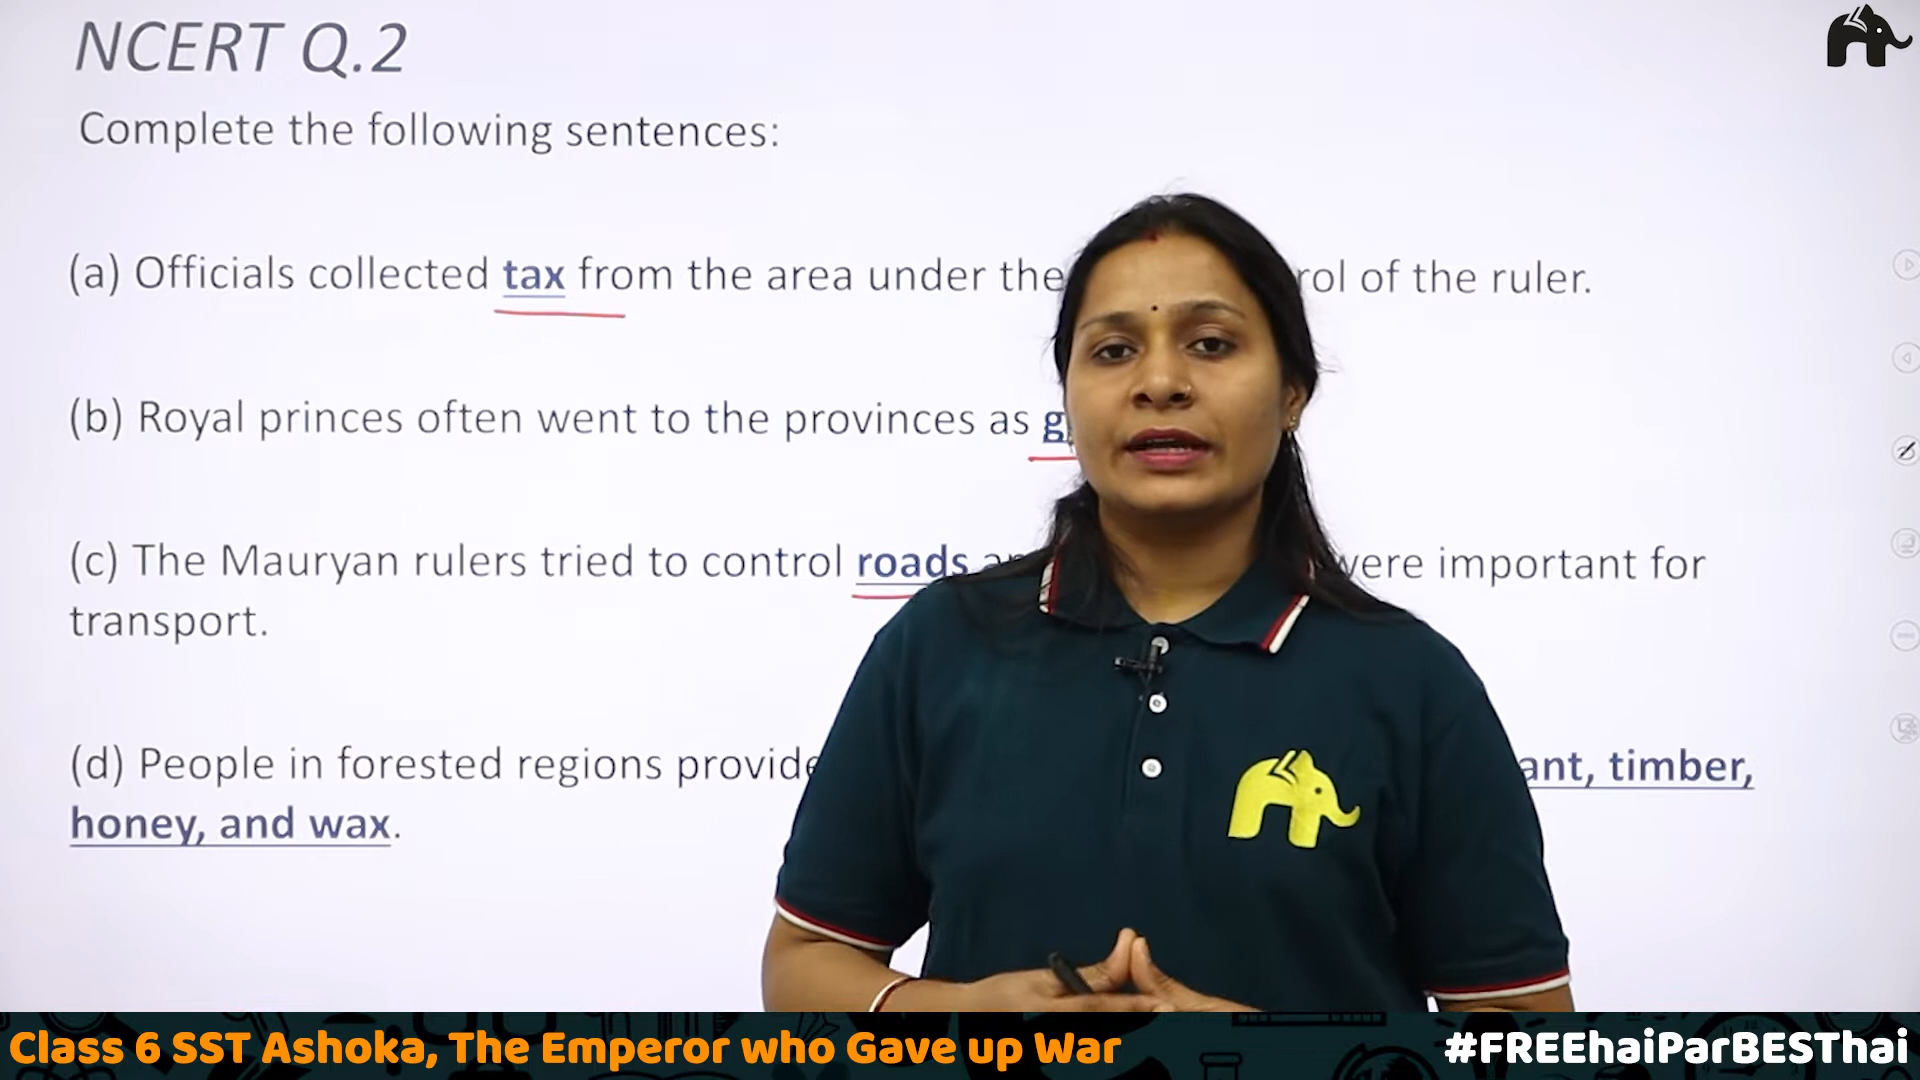 NCERT Q.2
Complete the following sentences:
(a) Officials collected tax from the area under the rol of the ruler.
(b) Royal princes often went to the provinces as g
(c) The Mauryan rulers tried to control roads were important for
transport.
(d) People in forested regions provide ant, timber,
honey, and wax.
Class 6 SST Ashoka, The Emperor who Gave up War
#FREEhaiParBESThai